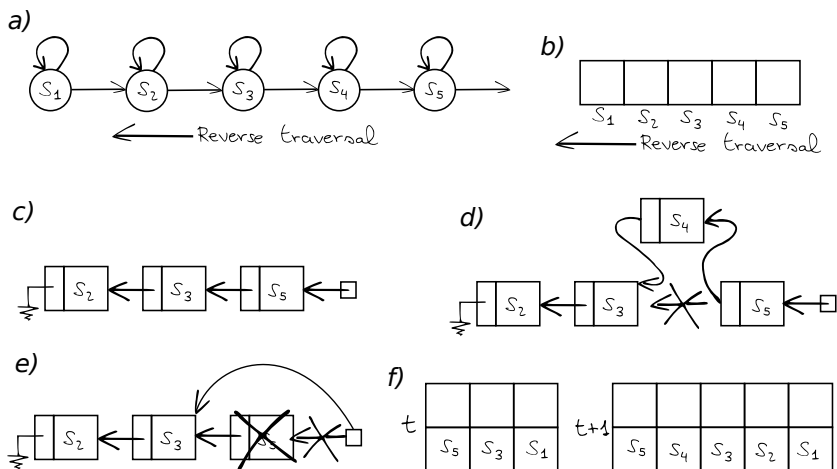 a)
S1 S2 S3 S4 S5
Reverse traversal
b)
S1 S2 S3 S4 S5
Reverse traversal
c)
S2 S3 S5
d)
S4
S2 S3 S5
e)
S2 S3 S5
f)
t
S5 S3 S1
t+1
S5 S4 S3 S2 S1